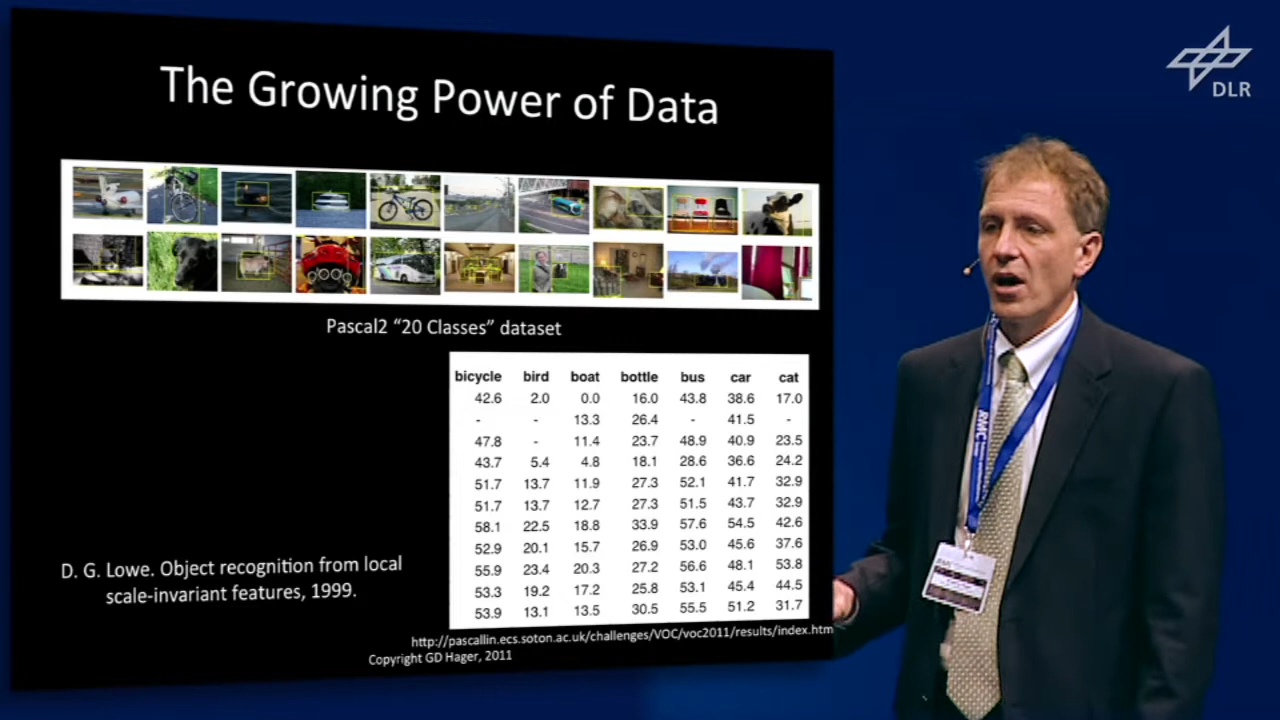 The Growing Power of Data
DLR
Pascal2 “20 Classes” dataset
bicycle bird boat bottle bus car cat
42.6 2.0 0.0 16.0 43.8 38.6 17.0
- - 13.3 26.4 - 41.5 -
47.8 - 11.4 23.7 48.9 40.9 23.5
43.7 5.4 4.8 18.1 28.6 36.6 24.2
51.7 13.7 11.9 27.3 52.1 41.7 32.9
51.7 13.7 12.7 27.3 51.5 43.7 32.9
58.1 22.5 18.8 33.9 57.6 54.5 42.6
52.9 20.1 15.7 26.9 53.0 45.6 37.6
55.9 23.4 20.3 27.2 56.6 48.1 53.8
53.3 19.2 17.2 25.8 53.1 45.4 44.5
53.9 13.1 13.5 30.5 55.5 51.2 31.7
D. G. Lowe. Object recognition from local
scale-invariant features, 1999.
http://pascallin.ecs.soton.ac.uk/challenges/VOC/voc2011/results/index.htm
Copyright GD Hager, 2011
RMC